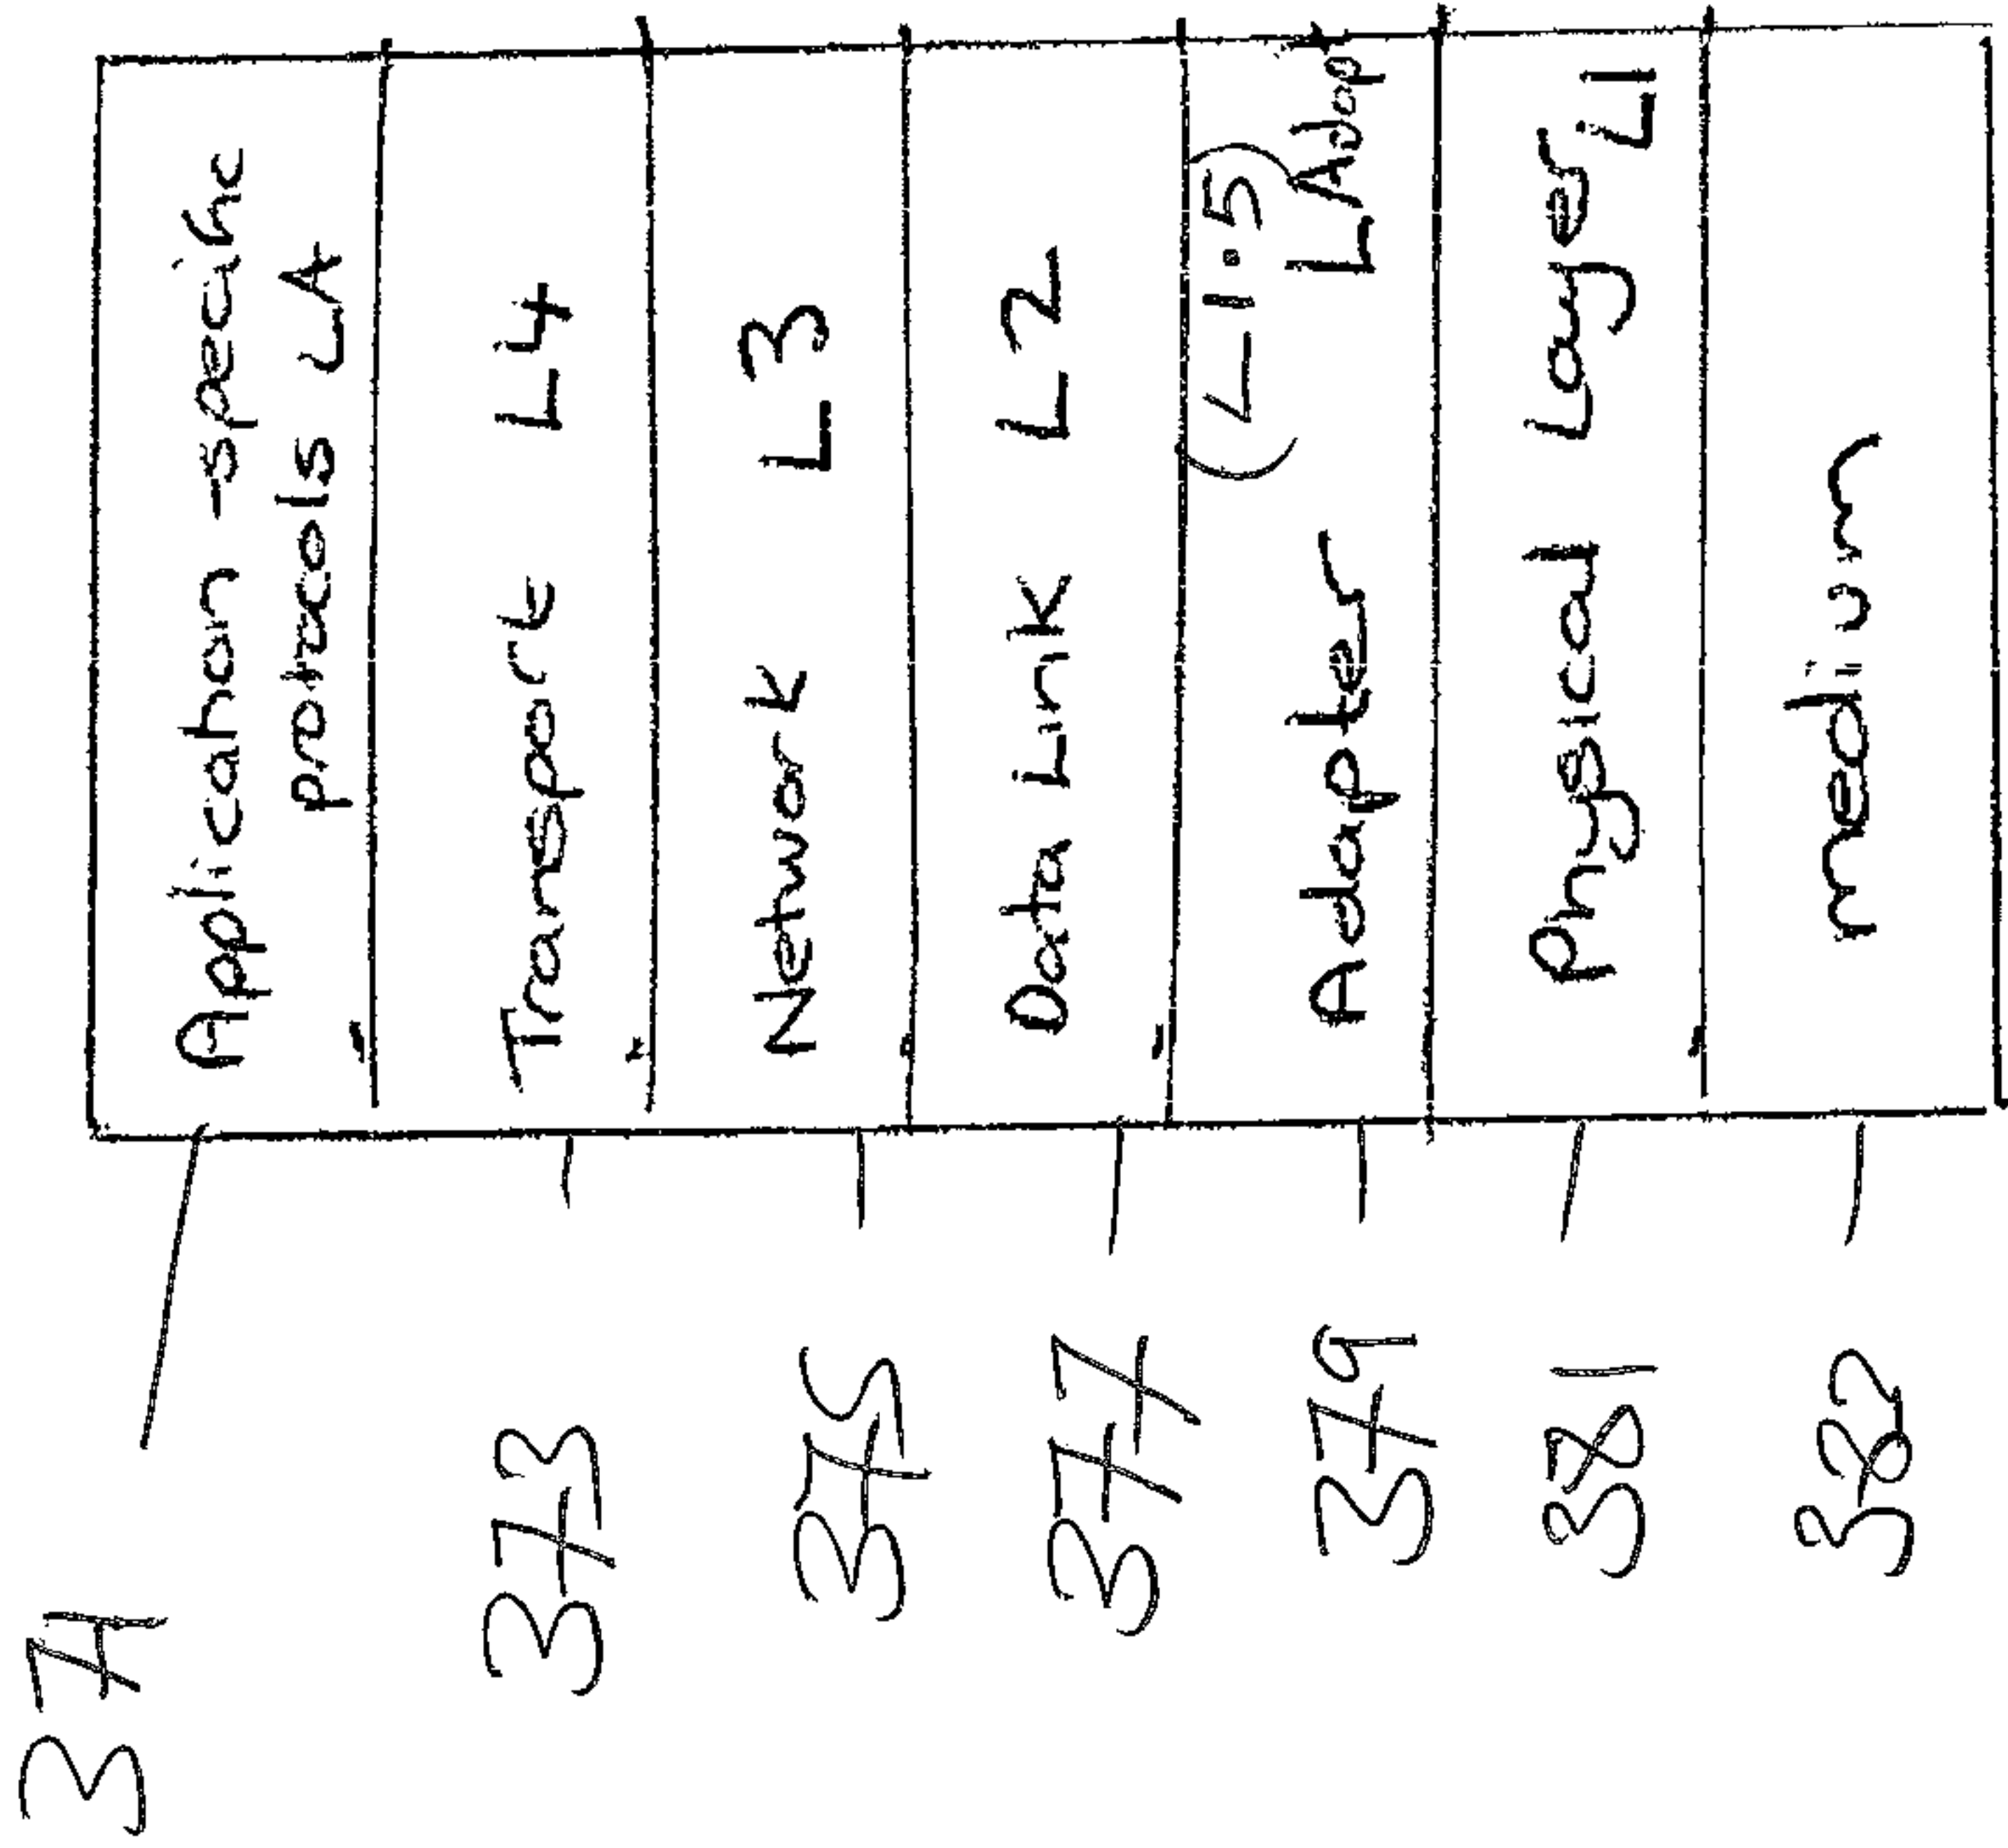 371
Application-specific
protocols LA
373
Transport L4
375
Network L3
377
Data Link L2
(L1.5)
379
Adapter LAdapt
381
Physical Layer L1
382
medium